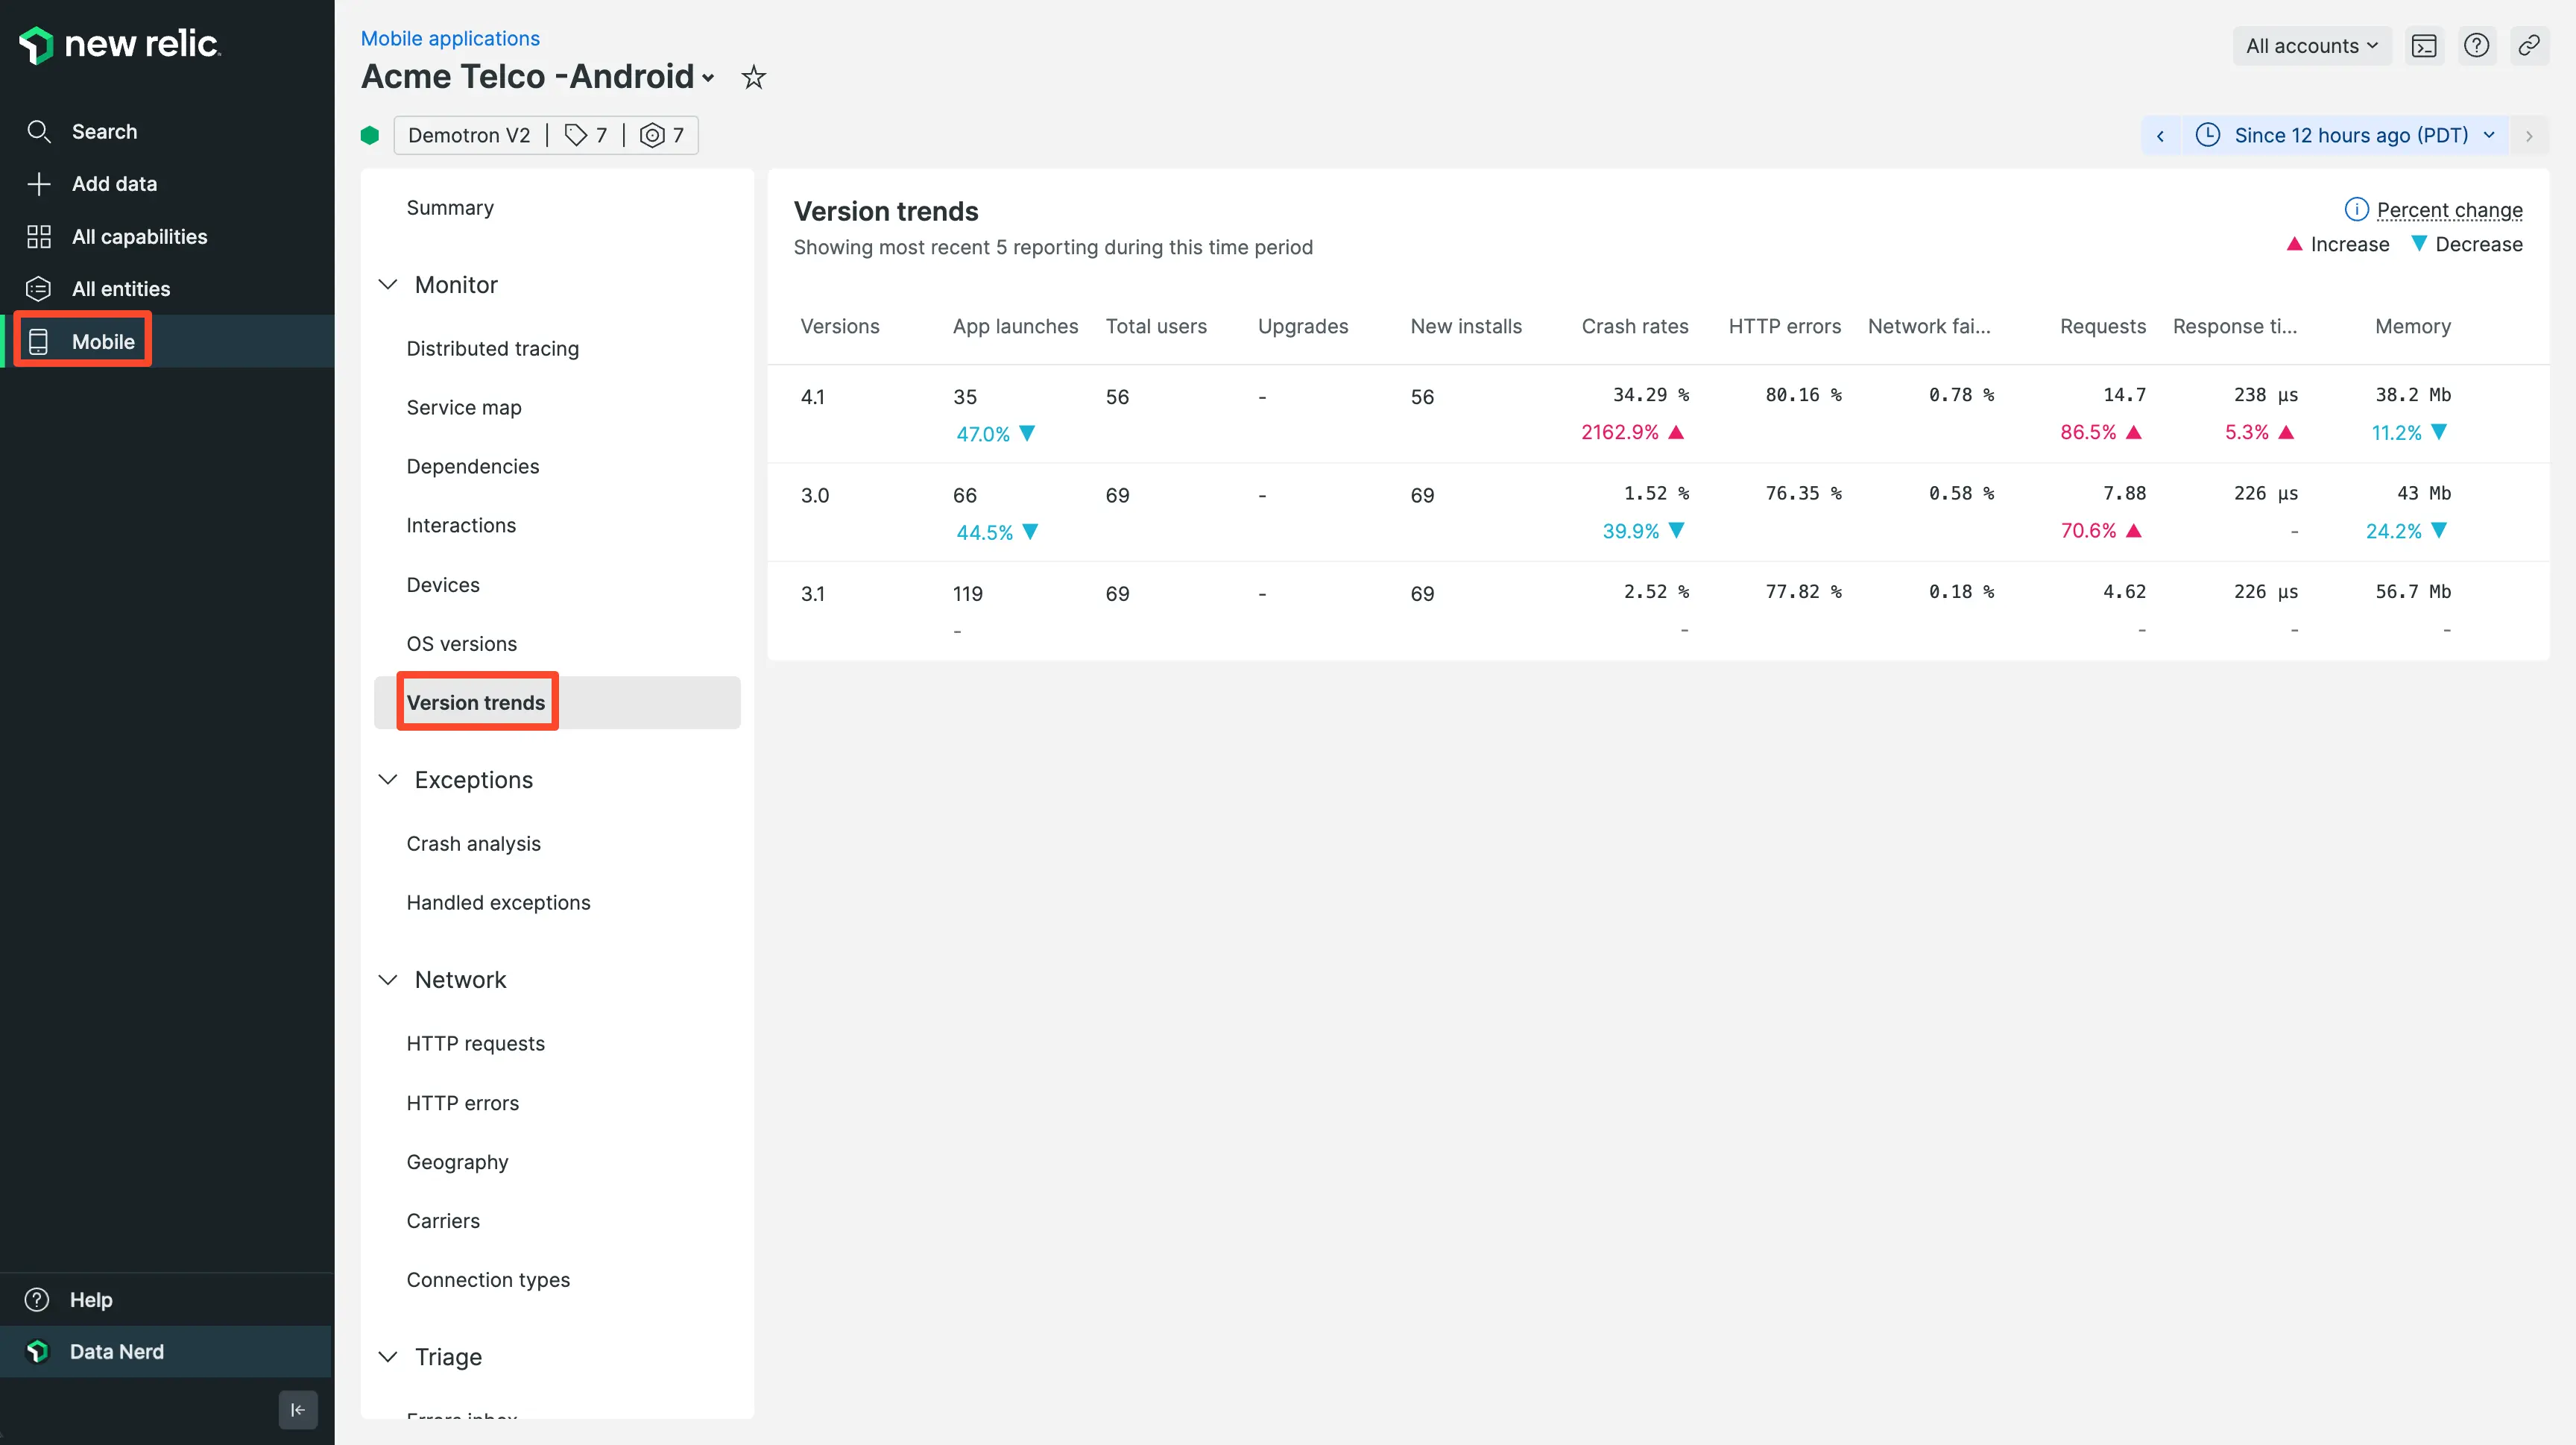 new relic
Search
Add data
All capabilities
All entities
Mobile
Help
Data Nerd
Mobile applications
Acme Telco -Android
All accounts
Demotron V2 | 7 | 7
Since 12 hours ago (PDT)
Summary
Monitor
Distributed tracing
Service map
Dependencies
Interactions
Devices
OS versions
Version trends
Exceptions
Crash analysis
Handled exceptions
Network
HTTP requests
HTTP errors
Geography
Carriers
Connection types
Triage
Version trends
Showing most recent 5 reporting during this time period
Percent change
▲ Increase ▼ Decrease
Versions App launches Total users Upgrades New installs Crash rates HTTP errors Network fai... Requests Response ti... Memory
4.1 35 56 - 56 34.29 % 80.16 % 0.78 % 14.7 238 µs 38.2 Mb
47.0% ▼ 2162.9% ▲ 86.5% ▲ 5.3% ▲ 11.2% ▼
3.0 66 69 - 69 1.52 % 76.35 % 0.58 % 7.88 226 µs 43 Mb
44.5% ▼ 39.9% ▼ 70.6% ▲ - 24.2% ▼
3.1 119 69 - 69 2.52 % 77.82 % 0.18 % 4.62 226 µs 56.7 Mb
- - - - -